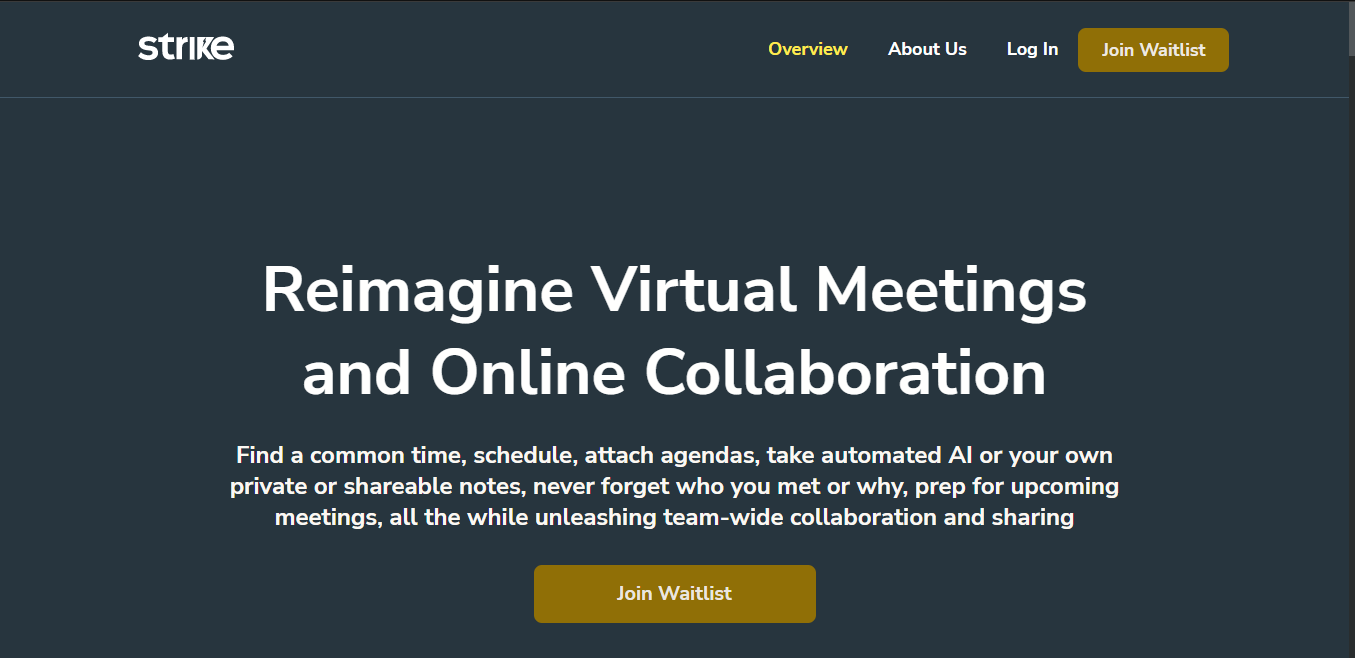 strike
Overview
About Us
Log In
Join Waitlist
Reimagine Virtual Meetings
and Online Collaboration
Find a common time, schedule, attach agendas, take automated AI or your own
private or shareable notes, never forget who you met or why, prep for upcoming
meetings, all the while unleashing team-wide collaboration and sharing
Join Waitlist